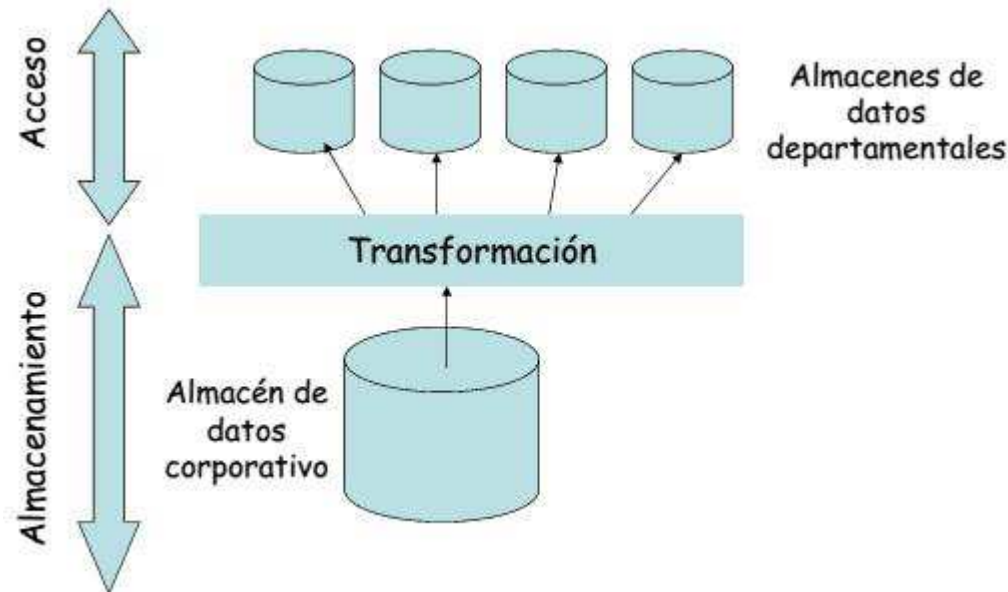 Acceso
Almacenes de
datos
departamentales
Transformación
Almacenamiento
Almacén de
datos
corporativo